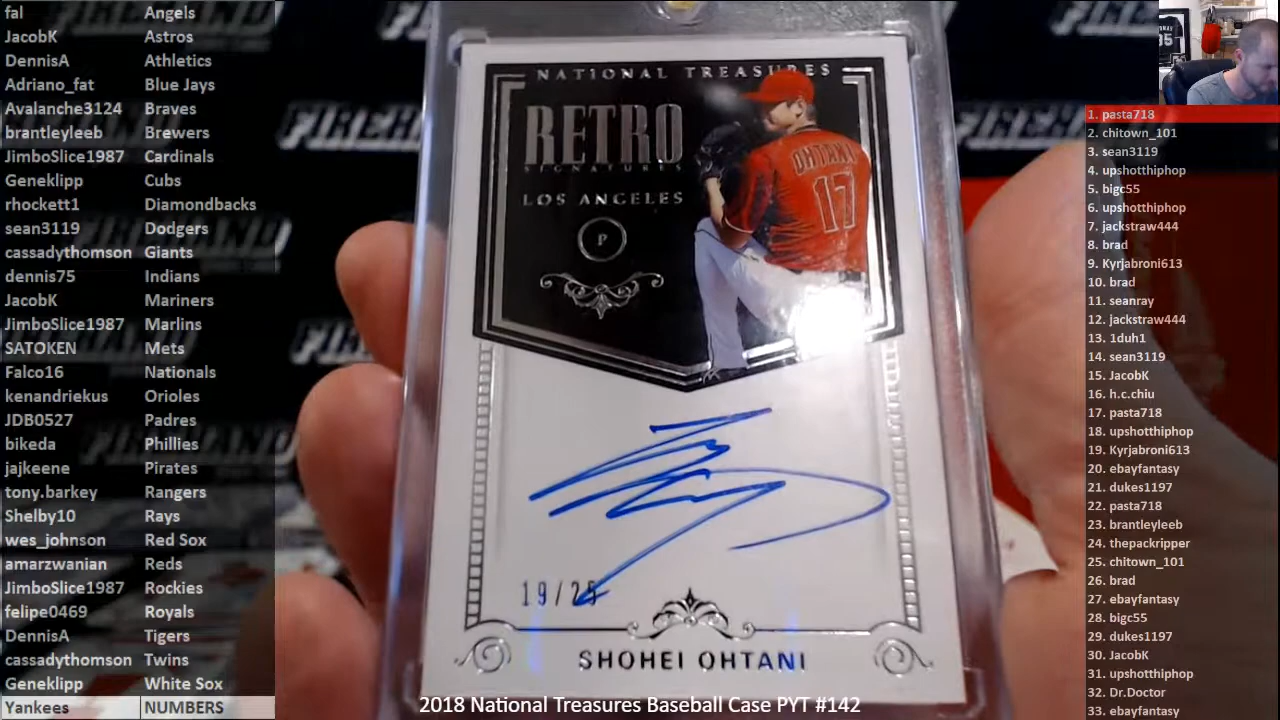 fal Angels
JacobK Astros
DennisA Athletics
Adriano_fat Blue Jays
Avalanche3124 Braves
brantleyleeb Brewers
JimboSlice1987 Cardinals
Geneklipp Cubs
rhockett1 Diamondbacks
sean3119 Dodgers
cassadythomson Giants
dennis75 Indians
JacobK Mariners
JimboSlice1987 Marlins
SATOKEN Mets
Falco16 Nationals
kenandriekus Orioles
JDB0527 Padres
bikeda Phillies
jajkeene Pirates
tony.barkey Rangers
Shelby10 Rays
wes_johnson Red Sox
amarzwanian Reds
JimboSlice1987 Rockies
felipe0469 Royals
DennisA Tigers
cassadythomson Twins
Geneklipp White Sox
Yankees NUMBERS
NATIONAL TREASURES
RETRO
SIGNATURES
LOS ANGELES
P
OHTANI
17
19/25
SHOHEI OHTANI
2018 National Treasures Baseball Case PYT #142
1. pasta718
2. chitown_101
3. sean3119
4. upshotthiphop
5. bigc55
6. upshotthiphop
7. jackstraw444
8. brad
9. Kyrjabroni613
10. brad
11. seanray
12. jackstraw444
13. 1duh1
14. sean3119
15. JacobK
16. h.c.chiu
17. pasta718
18. upshotthiphop
19. Kyrjabroni613
20. ebayfantasy
21. dukes1197
22. pasta718
23. brantleyleeb
24. thepackripper
25. chitown_101
26. brad
27. ebayfantasy
28. bigc55
29. dukes1197
30. JacobK
31. upshotthiphop
32. Dr.Doctor
33. ebayfantasy